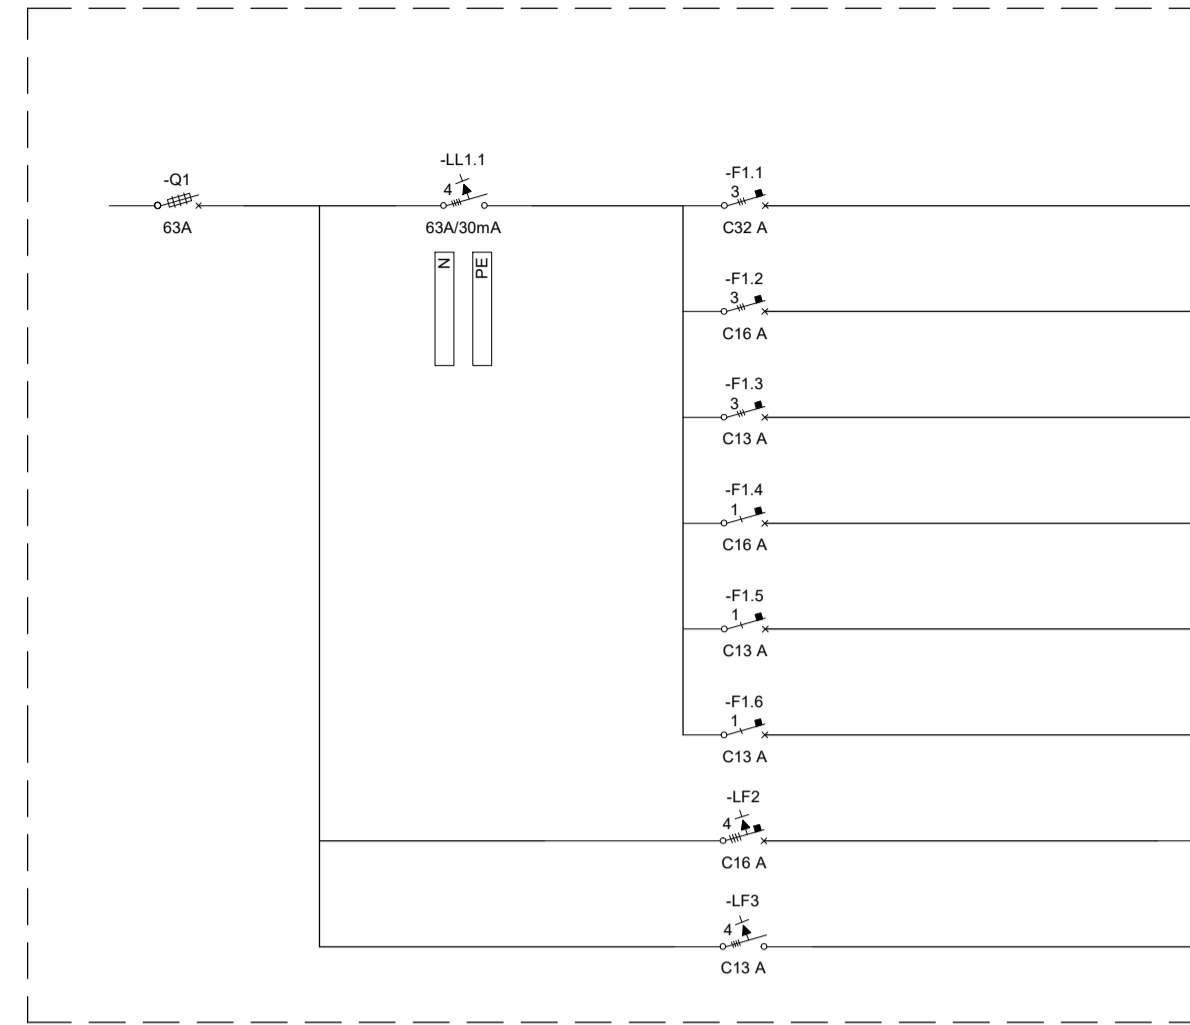 -Q1
63A
-LL1.1
4
63A/30mA
N
PE
-F1.1
3
C32 A
-F1.2
3
C16 A
-F1.3
3
C13 A
-F1.4
1
C16 A
-F1.5
1
C13 A
-F1.6
1
C13 A
-LF2
4
C16 A
-LF3
4
C13 A